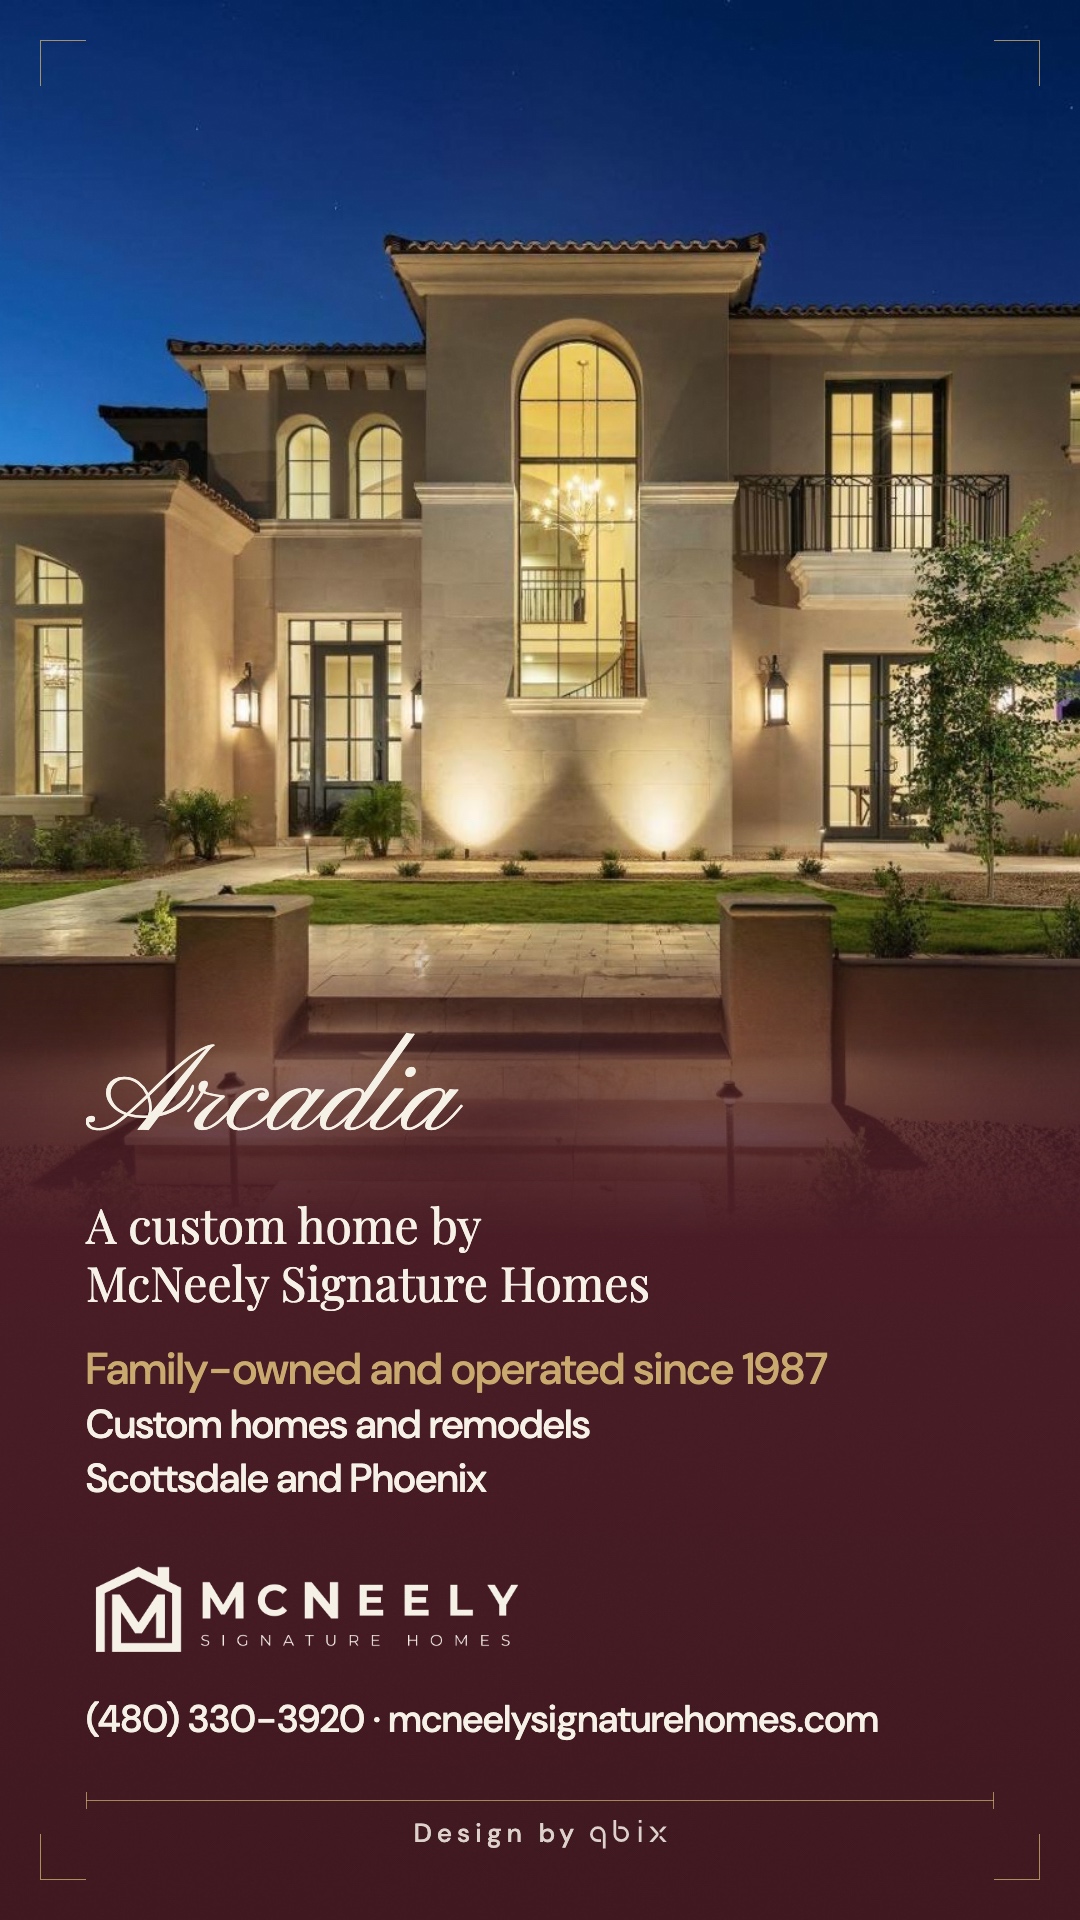 Arcadia
A custom home by
McNeely Signature Homes
Family-owned and operated since 1987
Custom homes and remodels
Scottsdale and Phoenix
M MCNEELY
SIGNATURE HOMES
(480) 330-3920 · mcneelysignaturehomes.com
Design by qbix